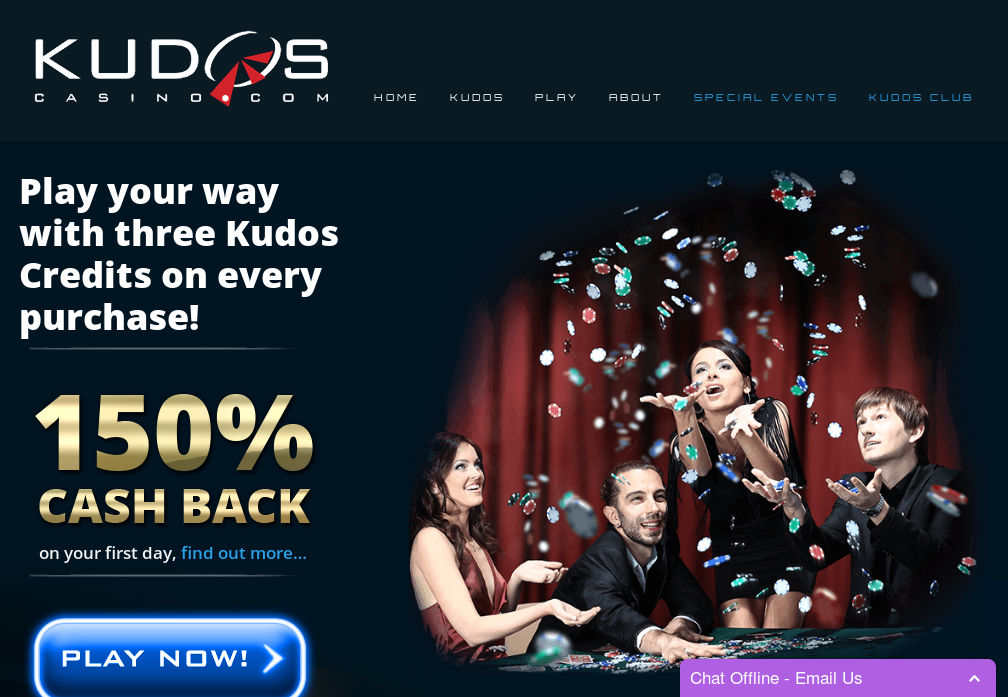 KUDOS
CASINO.COM
HOME KUDOS PLAY ABOUT SPECIAL EVENTS KUDOS CLUB
Play your way
with three Kudos
Credits on every
purchase!
150%
CASH BACK
on your first day, find out more...
PLAY NOW!
Chat Offline - Email Us